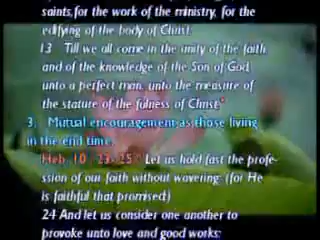 saints,for the work of the ministry, for the
edifying of the body of Christ:
13 Till we all come in the unity of the faith
and of the knowledge of the Son of God,
unto a perfect man, unto the measure of
the stature of the fulness of Christ"
3. Mutual encouragement as those living
in the end time.
Heb. 10 :23-25 " Let us hold fast the profe-
ssion of our faith without wavering; (for He
is faithful that promised;)
24 And let us consider one another to
provoke unto love and good works: